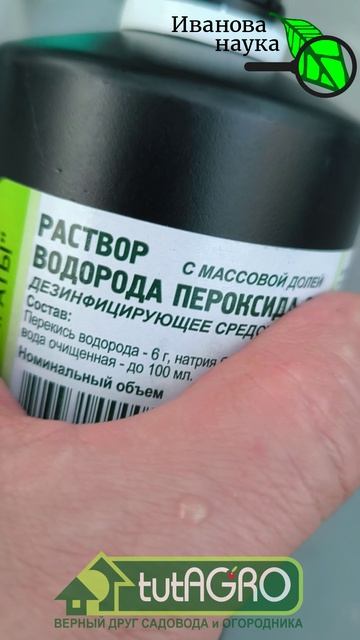 Иванова
наука
РАСТВОР
С МАССОВОЙ ДОЛЕЙ
ВОДОРОДА ПЕРОКСИДА
ДЕЗИНФИЦИРУЮЩЕЕ
Состав:
Перекись водорода - 6 г, натрия
вода очищенная - до 100 мл.
Номинальный объем
tutAGRO
ВЕРНЫЙ ДРУГ САДОВОДА и ОГОРОДНИКА